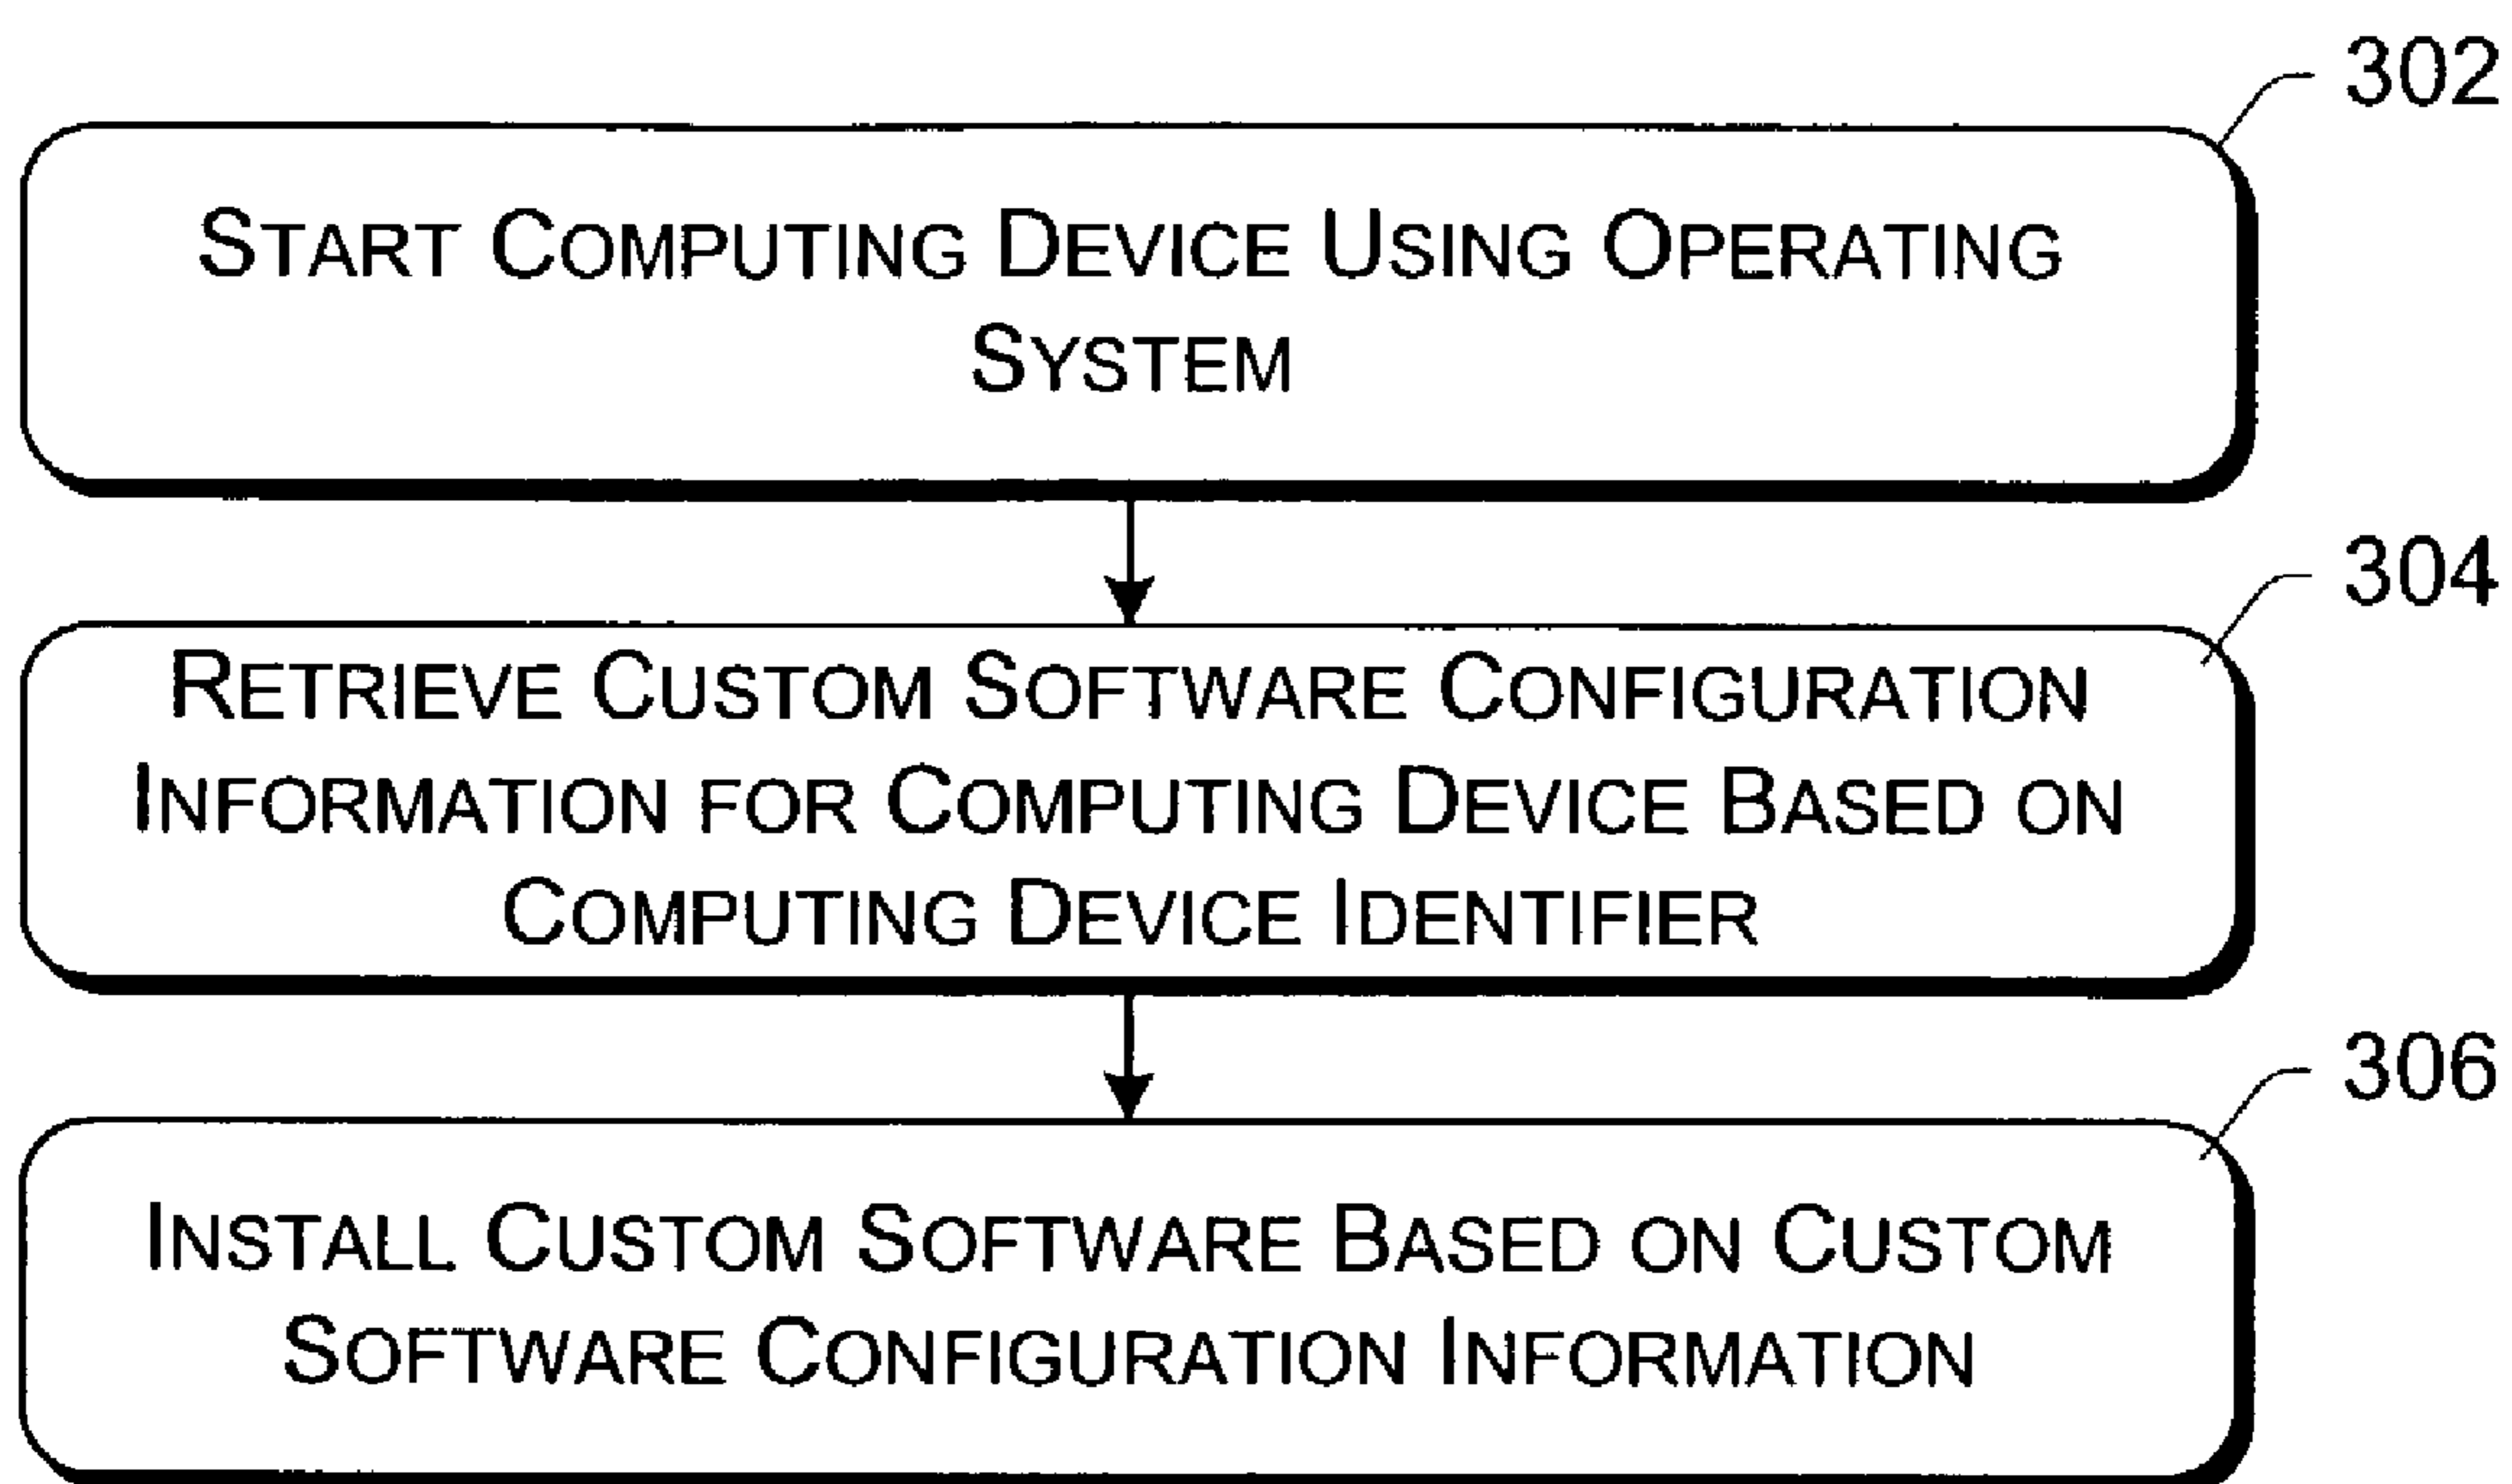 302
START COMPUTING DEVICE USING OPERATING
SYSTEM
304
RETRIEVE CUSTOM SOFTWARE CONFIGURATION
INFORMATION FOR COMPUTING DEVICE BASED ON
COMPUTING DEVICE IDENTIFIER
306
INSTALL CUSTOM SOFTWARE BASED ON CUSTOM
SOFTWARE CONFIGURATION INFORMATION